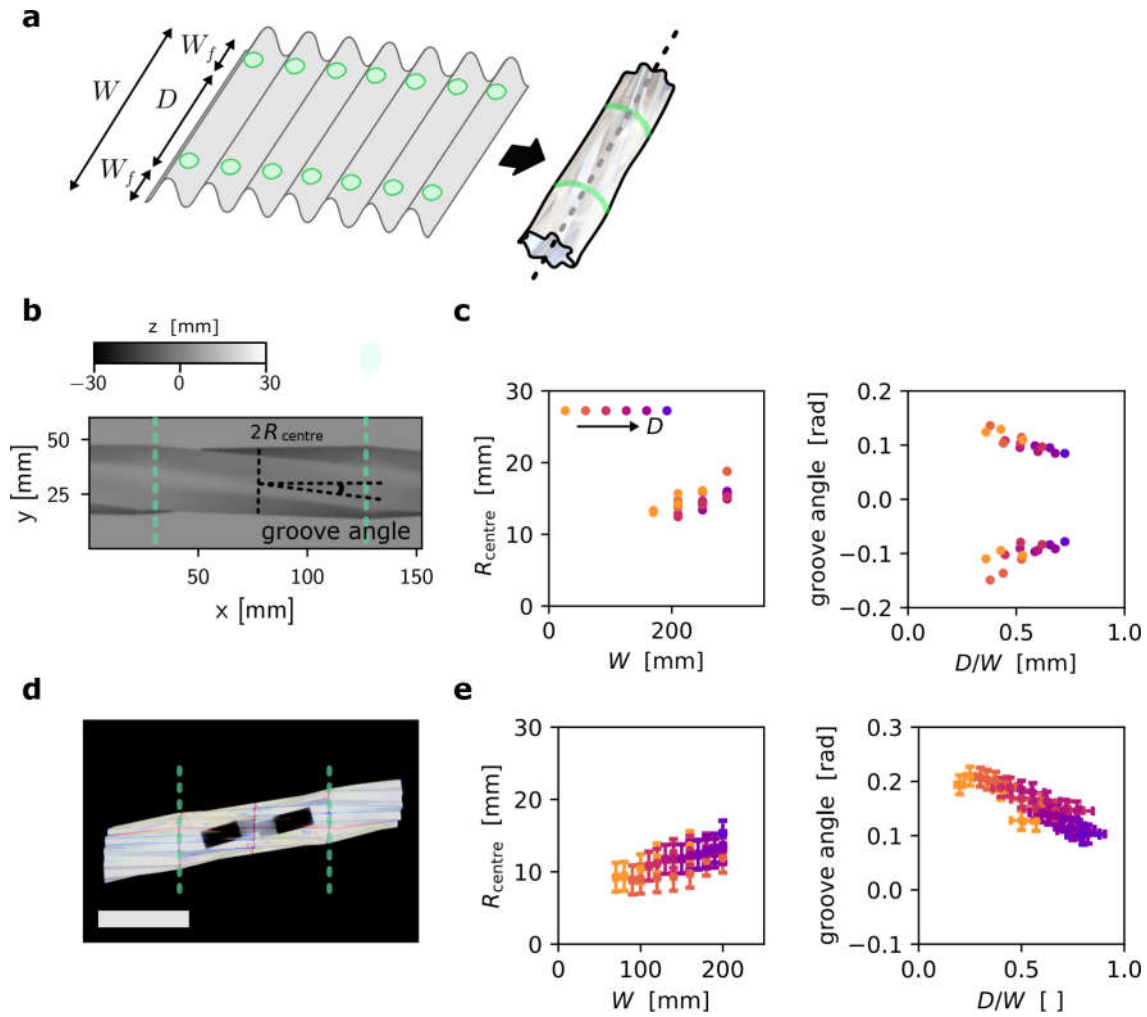 a
W_f
W
D
W_f
b
z [mm]
−30 0 30
50
25
y [mm]
2R centre
groove angle
50 100 150
x [mm]
c
30
20
10
0
R_centre [mm]
D
0 200
W [mm]
0.2
0.1
0.0
−0.1
−0.2
groove angle [rad]
0.0 0.5 1.0
D/W [mm]
d
e
30
20
10
0
R_centre [mm]
0 100 200
W [mm]
0.3
0.2
0.1
0.0
−0.1
groove angle [rad]
0.0 0.5 1.0
D/W [ ]